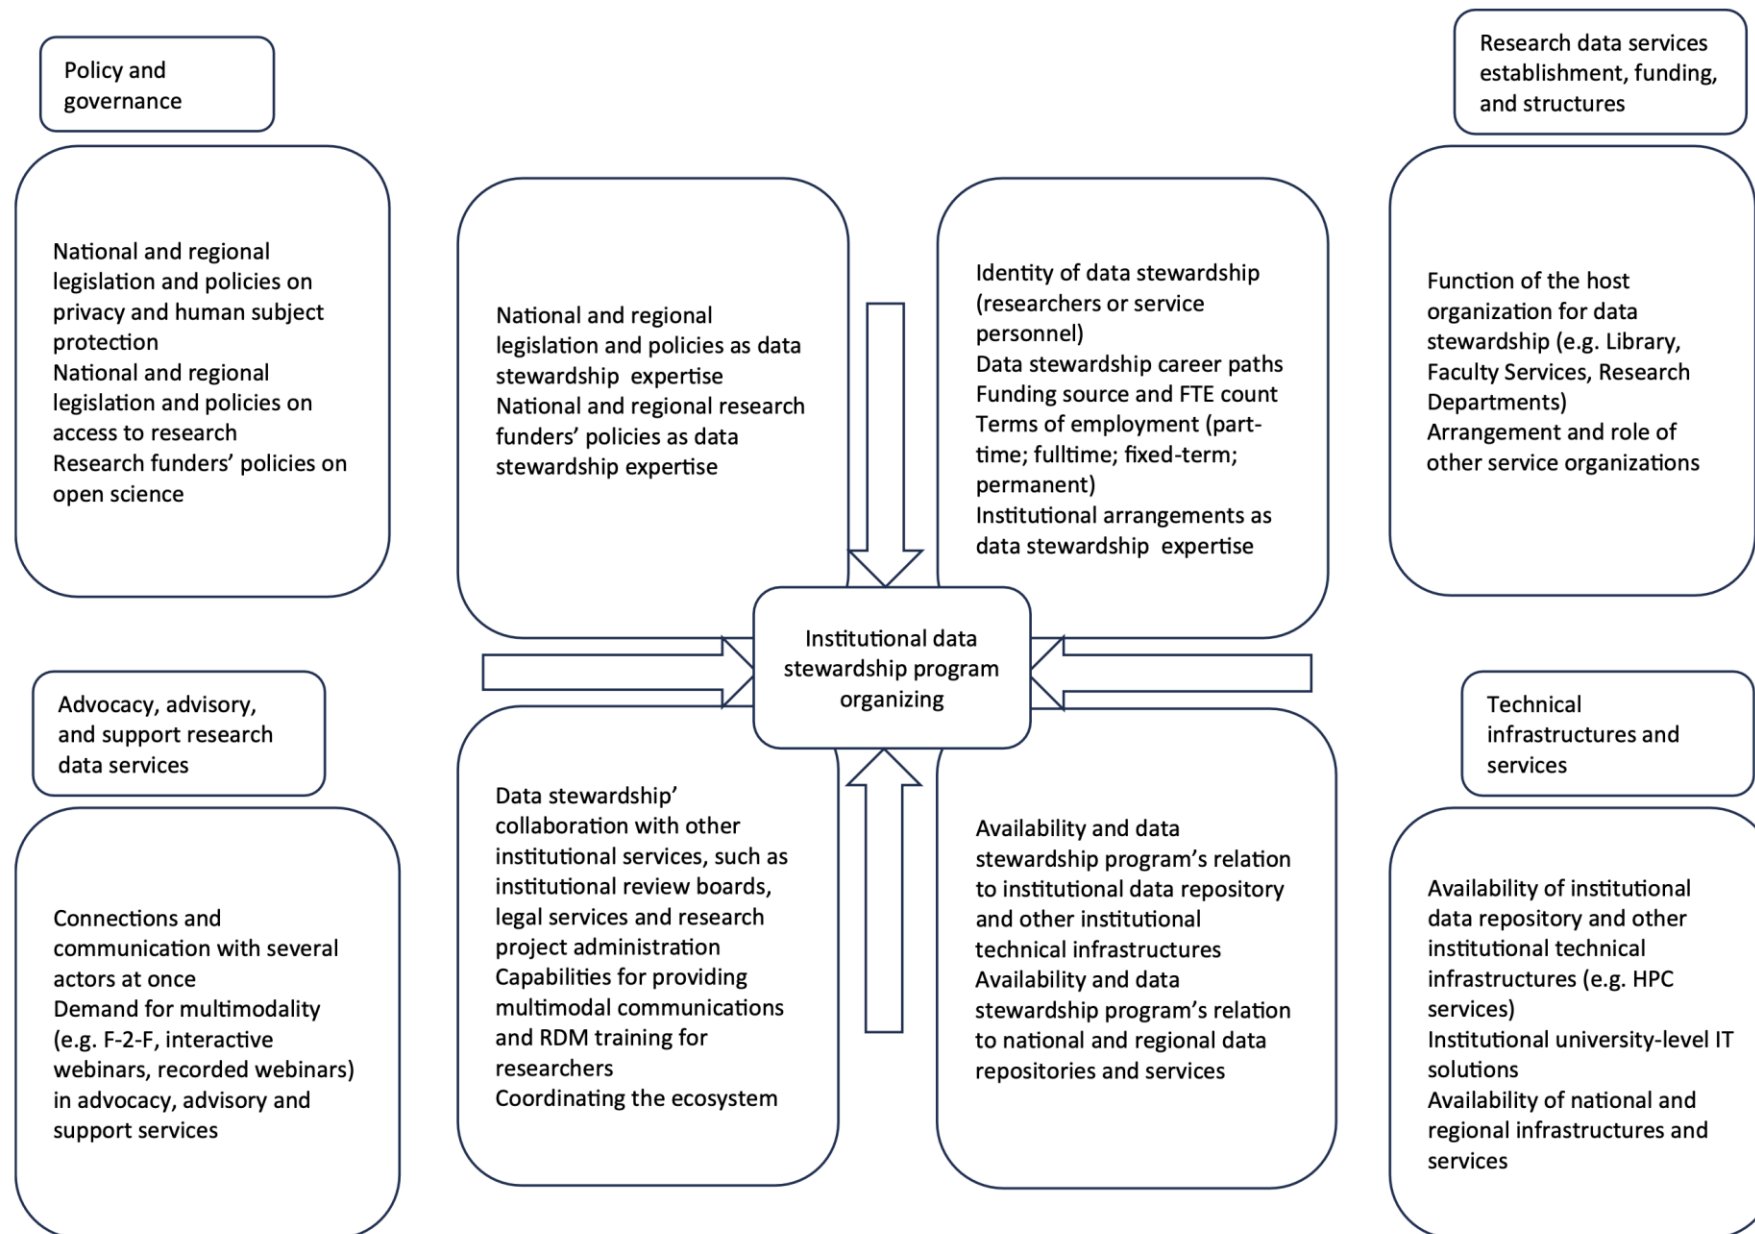 Policy and
governance
National and regional
legislation and policies on
privacy and human subject
protection
National and regional
legislation and policies on
access to research
Research funders' policies on
open science
National and regional
legislation and policies as data
stewardship  expertise
National and regional research
funders' policies as data
stewardship expertise
Identity of data stewardship
(researchers or service
personnel)
Data stewardship career paths
Funding source and FTE count
Terms of employment (part-
time; fulltime; fixed-term;
permanent)
Institutional arrangements as
data stewardship  expertise
Research data services
establishment, funding,
and structures
Function of the host
organization for data
stewardship (e.g. Library,
Faculty Services, Research
Departments)
Arrangement and role of
other service organizations
Institutional data
stewardship program
organizing
Advocacy, advisory,
and support research
data services
Connections and
communication with several
actors at once
Demand for multimodality
(e.g. F-2-F, interactive
webinars, recorded webinars)
in advocacy, advisory and
support services
Data stewardship’
collaboration with other
institutional services, such as
institutional review boards,
legal services and research
project administration
Capabilities for providing
multimodal communications
and RDM training for
researchers
Coordinating the ecosystem
Availability and data
stewardship program’s relation
to institutional data repository
and other institutional
technical infrastructures
Availability and data
stewardship program’s relation
to national and regional data
repositories and services
Technical
infrastructures and
services
Availability of institutional
data repository and other
institutional technical
infrastructures (e.g. HPC
services)
Institutional university-level IT
solutions
Availability of national and
regional infrastructures and
services